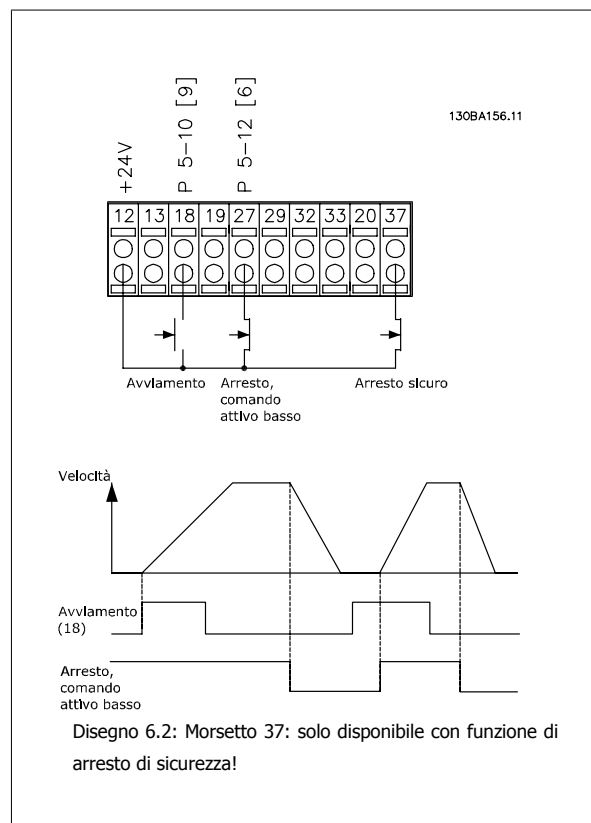 +24V
P 5-10 [9]
P 5-12 [6]
130BA156.11
12 13 18 19 27 29 32 33 20 37
Avviamento
Arresto,
comando
attivo basso
Arresto sicuro
Velocità
Avviamento
(18)
Arresto,
comando
attivo basso
Disegno 6.2: Morsetto 37: solo disponibile con funzione di
arresto di sicurezza!